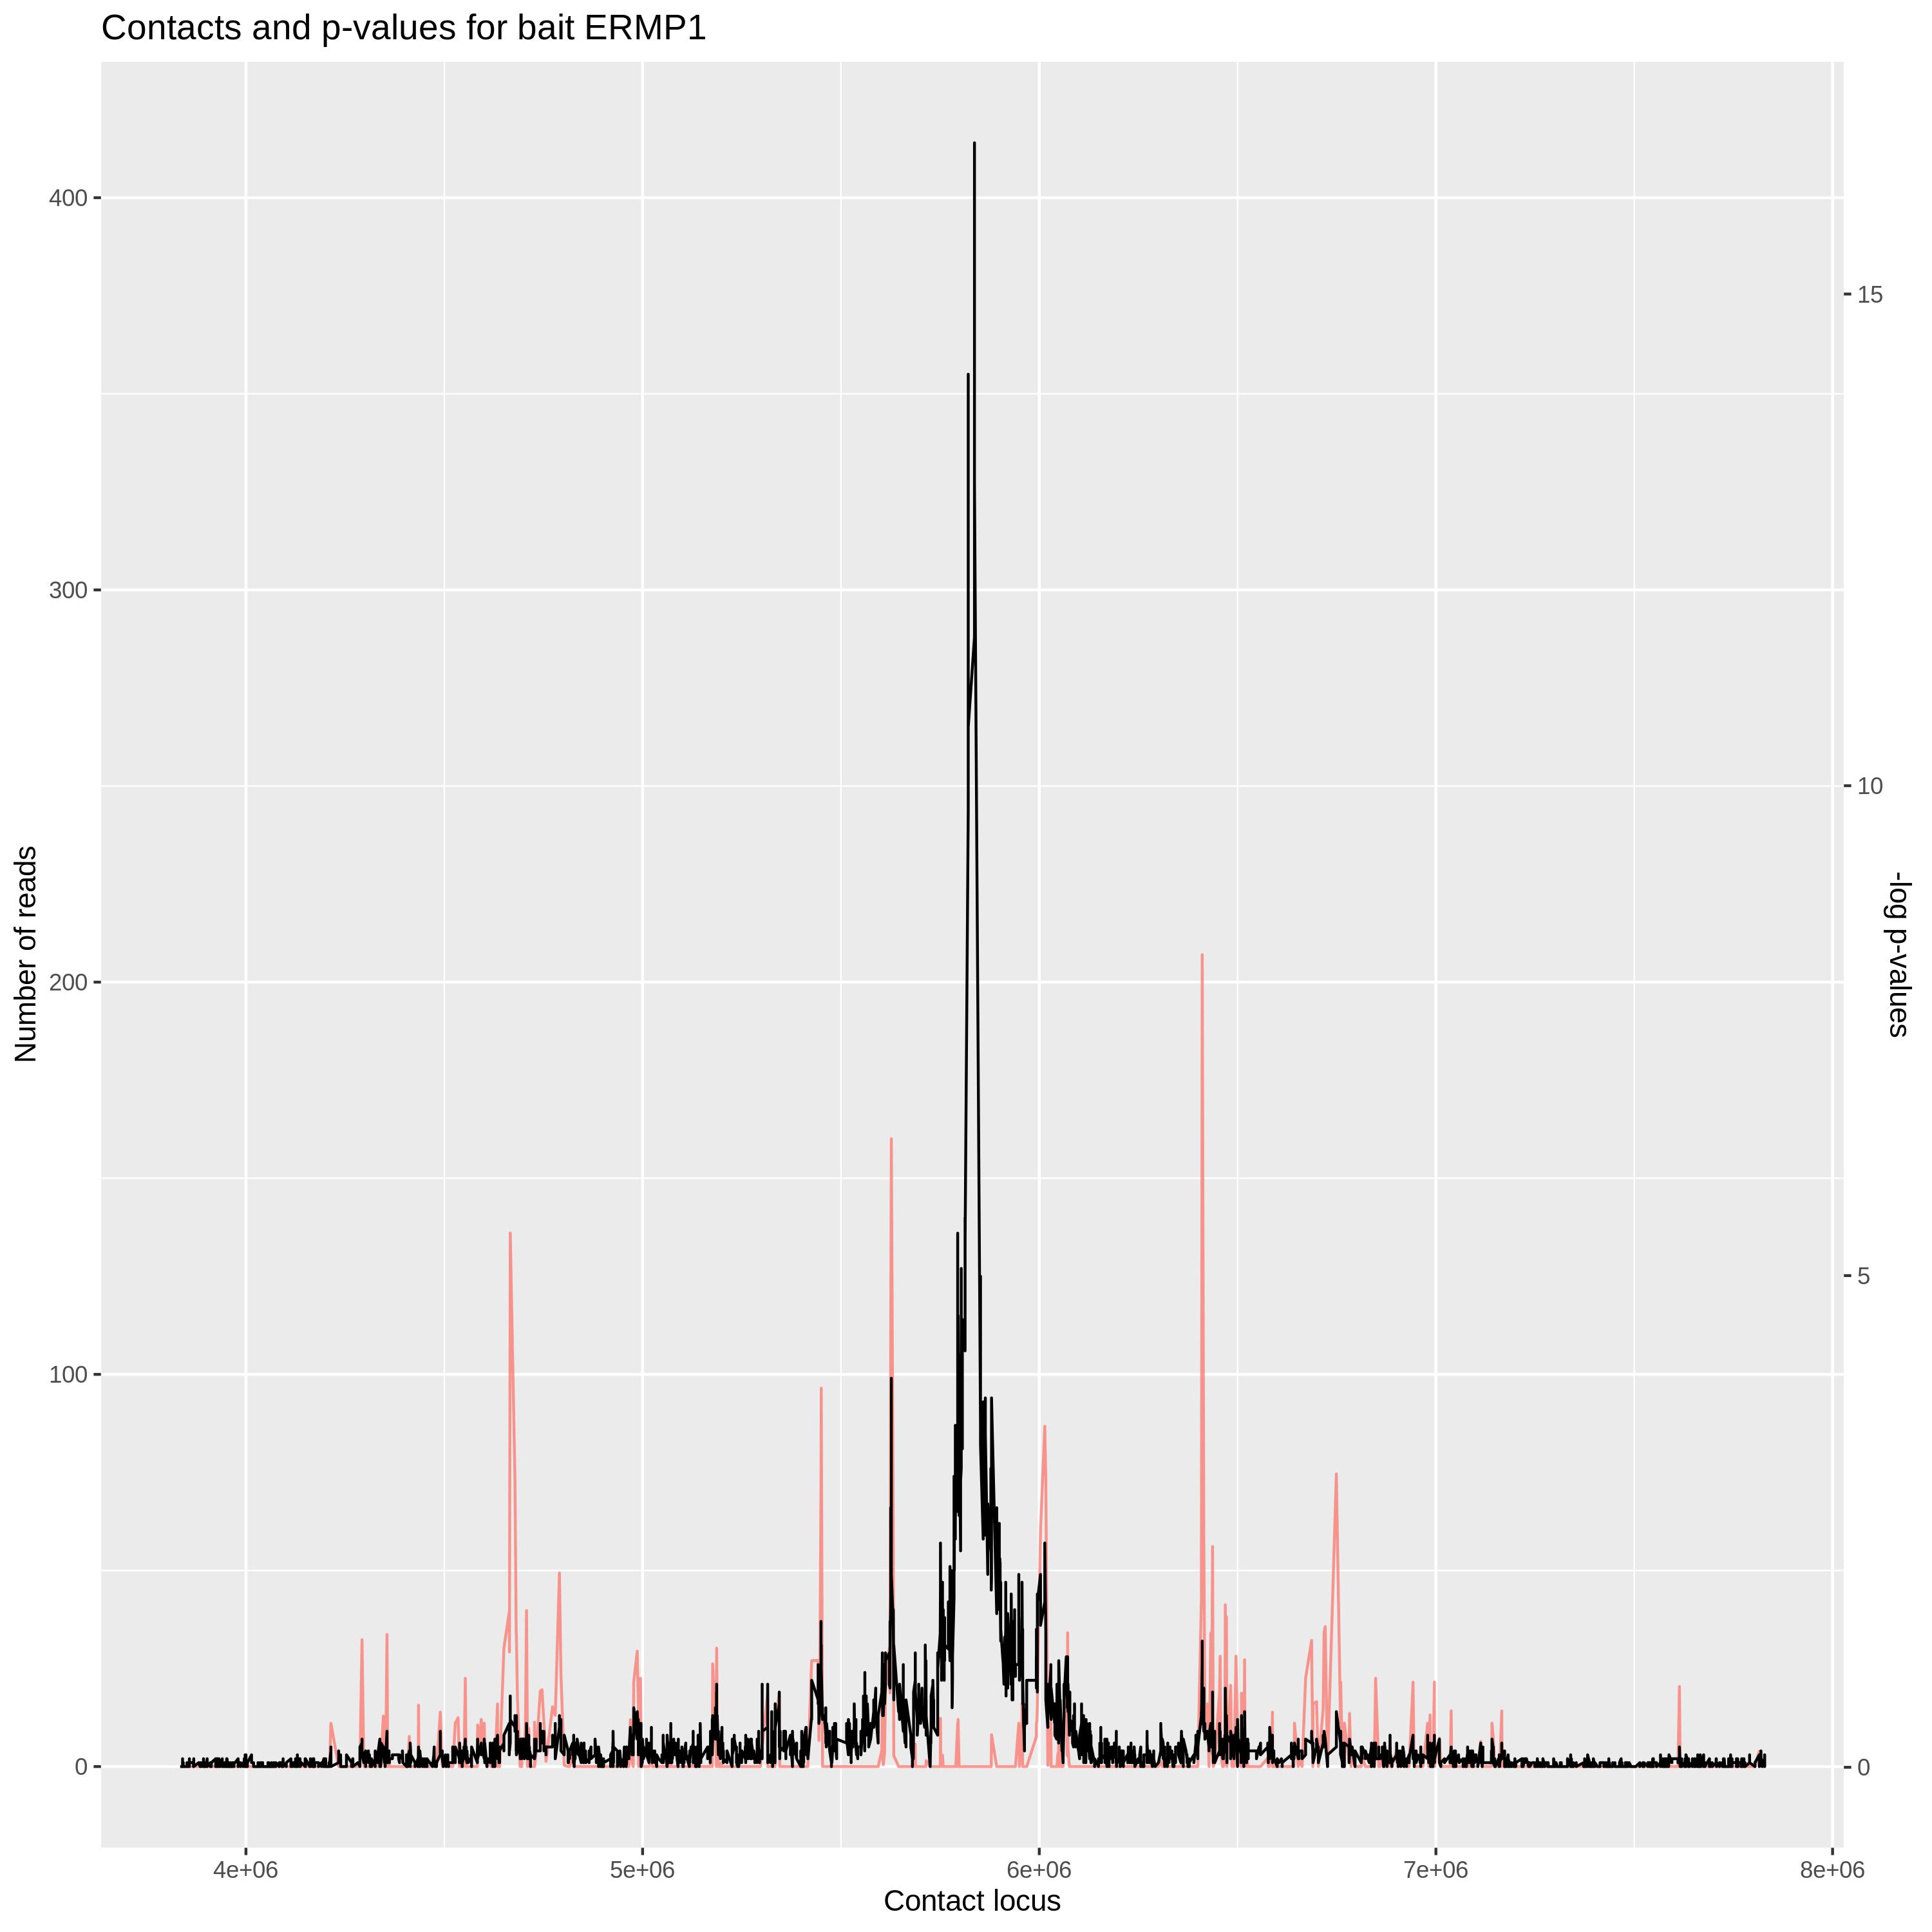 Contacts and p-values for bait ERMP1
400
300
200
100
0
15
10
5
0
Number of reads
-log p-values
4e+06 5e+06 6e+06 7e+06 8e+06
Contact locus